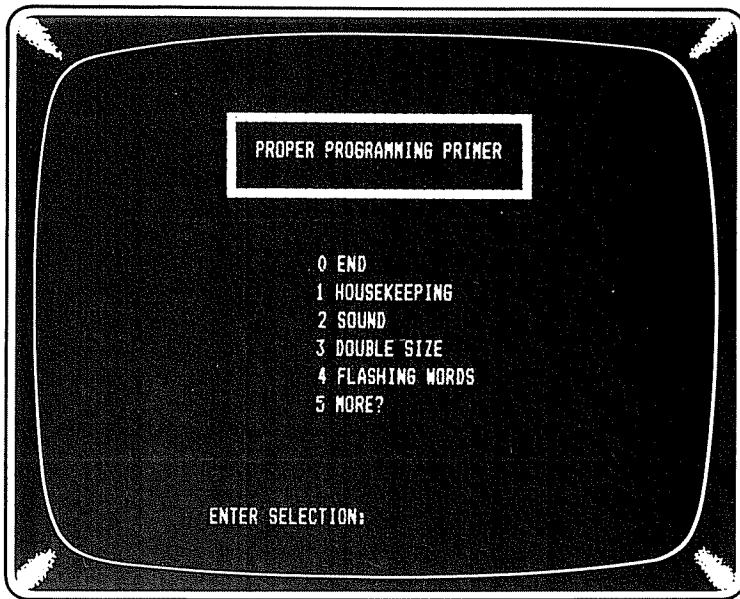 PROPER PROGRAMMING PRIMER
0 END
1 HOUSEKEEPING
2 SOUND
3 DOUBLE SIZE
4 FLASHING WORDS
5 MORE?
ENTER SELECTION: